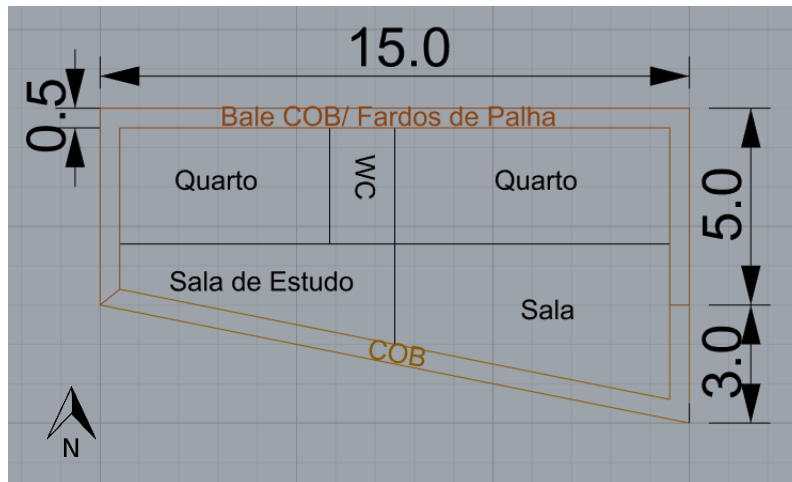 15.0
0.5
Bale COB/ Fardos de Palha
Quarto
WC
Quarto
5.0
Sala de Estudo
Sala
COB
3.0
N